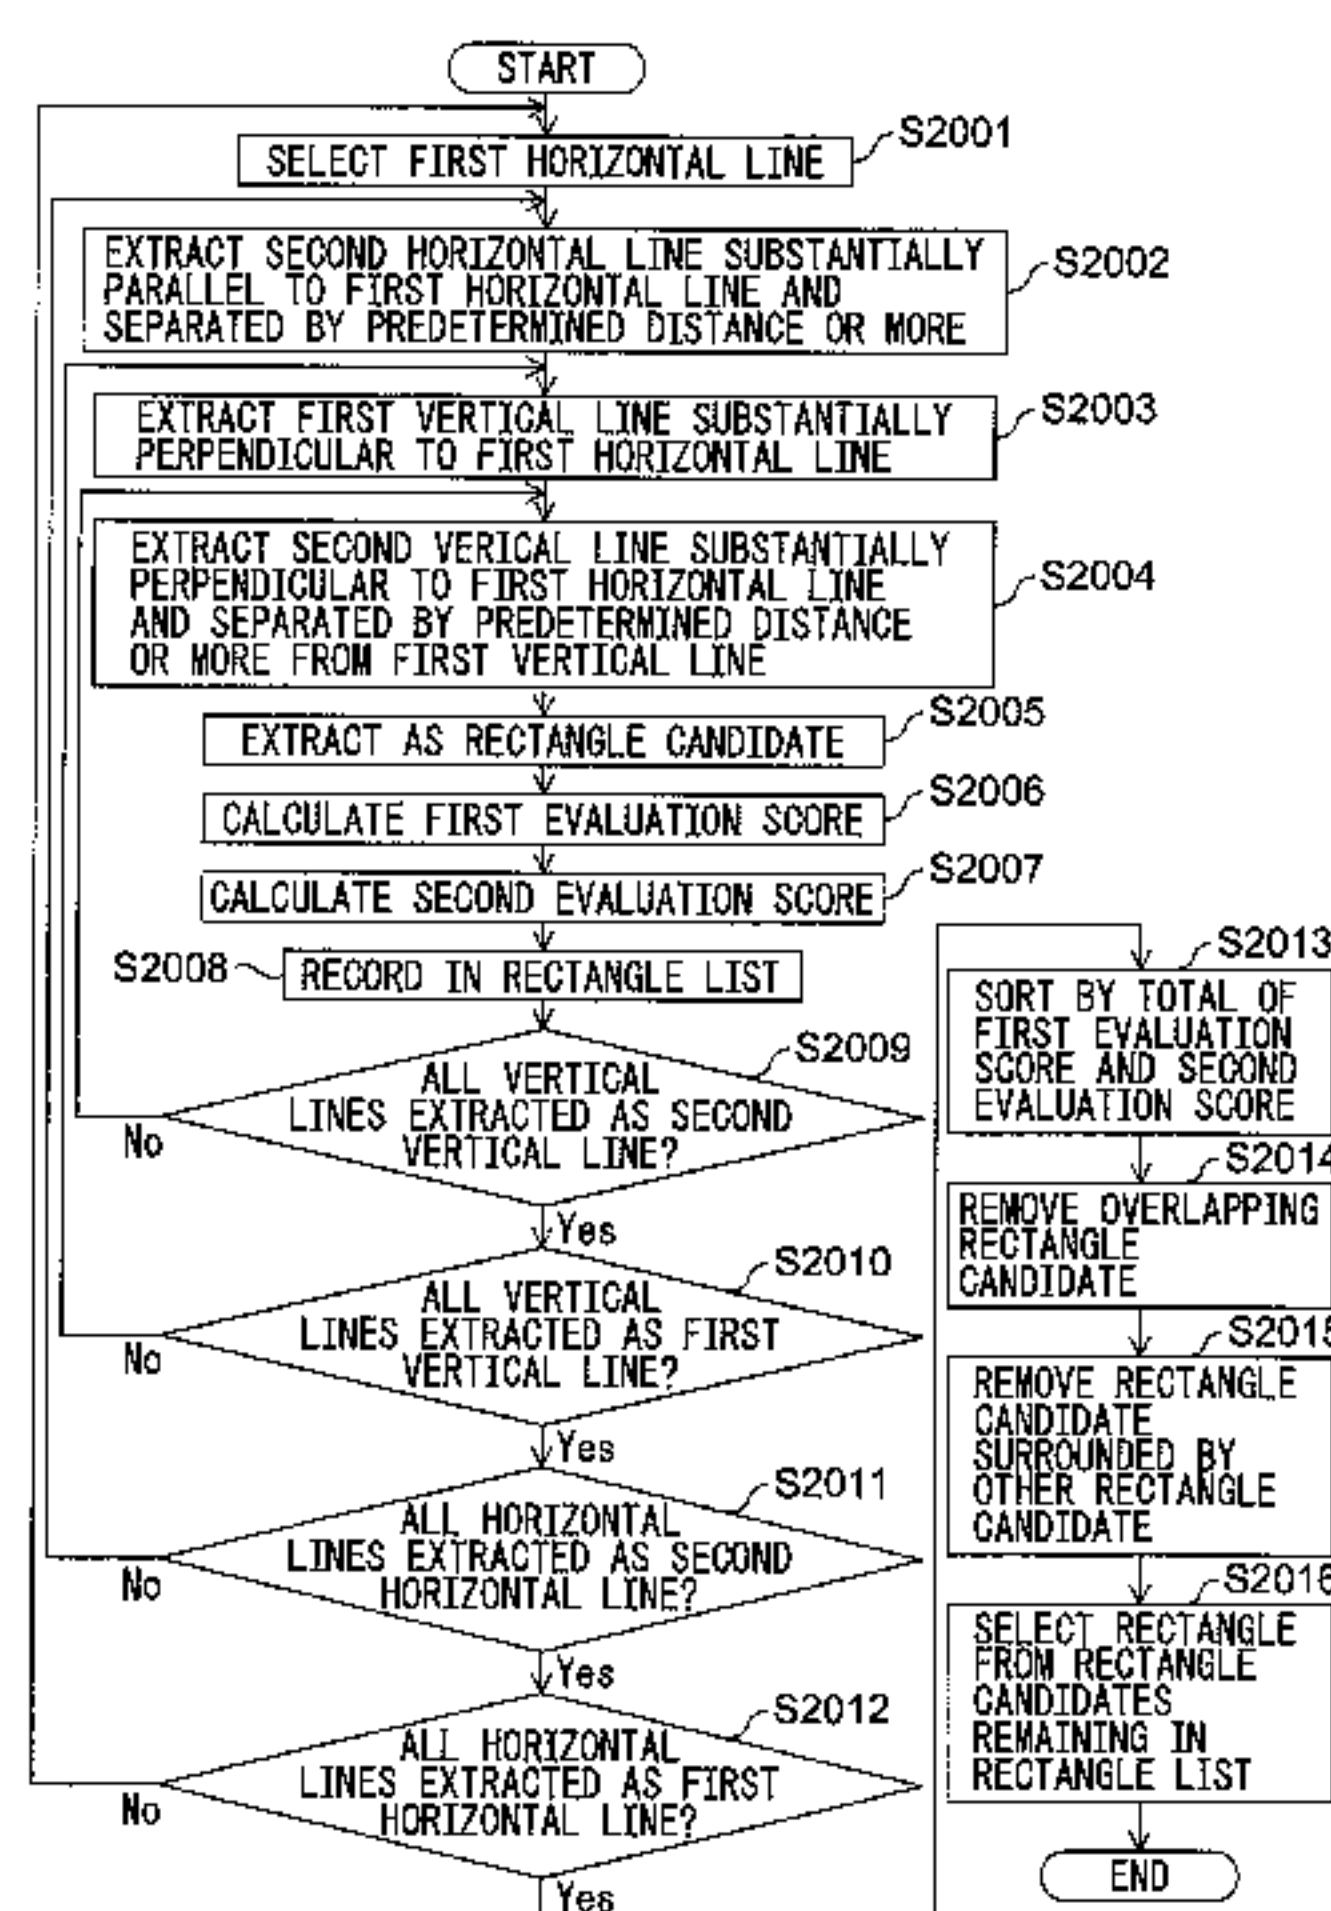 START
S2001
SELECT FIRST HORIZONTAL LINE
EXTRACT SECOND HORIZONTAL LINE SUBSTANTIALLY
PARALLEL TO FIRST HORIZONTAL LINE AND
SEPARATED BY PREDETERMINED DISTANCE OR MORE
S2002
EXTRACT FIRST VERTICAL LINE SUBSTANTIALLY
PERPENDICULAR TO FIRST HORIZONTAL LINE
S2003
EXTRACT SECOND VERICAL LINE SUBSTANTIALLY
PERPENDICULAR TO FIRST HORIZONTAL LINE
AND SEPARATED BY PREDETERMINED DISTANCE
OR MORE FROM FIRST VERTICAL LINE
S2004
S2005
EXTRACT AS RECTANGLE CANDIDATE
S2006
CALCULATE FIRST EVALUATION SCORE
S2007
CALCULATE SECOND EVALUATION SCORE
S2008
RECORD IN RECTANGLE LIST
S2009
ALL VERTICAL
LINES EXTRACTED AS SECOND
VERTICAL LINE?
No
Yes
S2010
ALL VERTICAL
LINES EXTRACTED AS FIRST
VERTICAL LINE?
No
Yes
S2011
ALL HORIZONTAL
LINES EXTRACTED AS SECOND
HORIZONTAL LINE?
No
Yes
S2012
ALL HORIZONTAL
LINES EXTRACTED AS FIRST
HORIZONTAL LINE?
No
Yes
S2013
SORT BY TOTAL OF
FIRST EVALUATION
SCORE AND SECOND
EVALUATION SCORE
S2014
REMOVE OVERLAPPING
RECTANGLE
CANDIDATE
S2015
REMOVE RECTANGLE
CANDIDATE
SURROUNDED BY
OTHER RECTANGLE
CANDIDATE
S2016
SELECT RECTANGLE
FROM RECTANGLE
CANDIDATES
REMAINING IN
RECTANGLE LIST
END